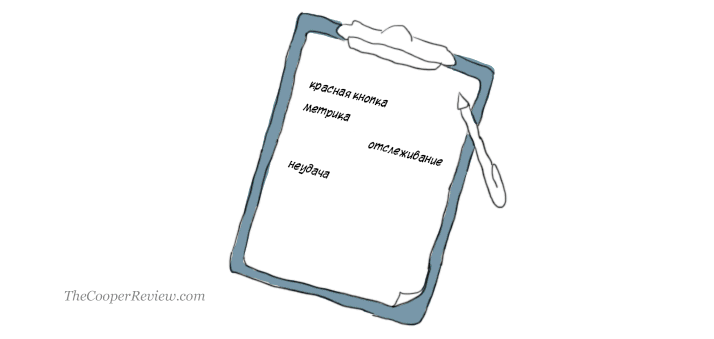 красная кнопка
метрика
отслеживание
неудача
TheCooperReview.com